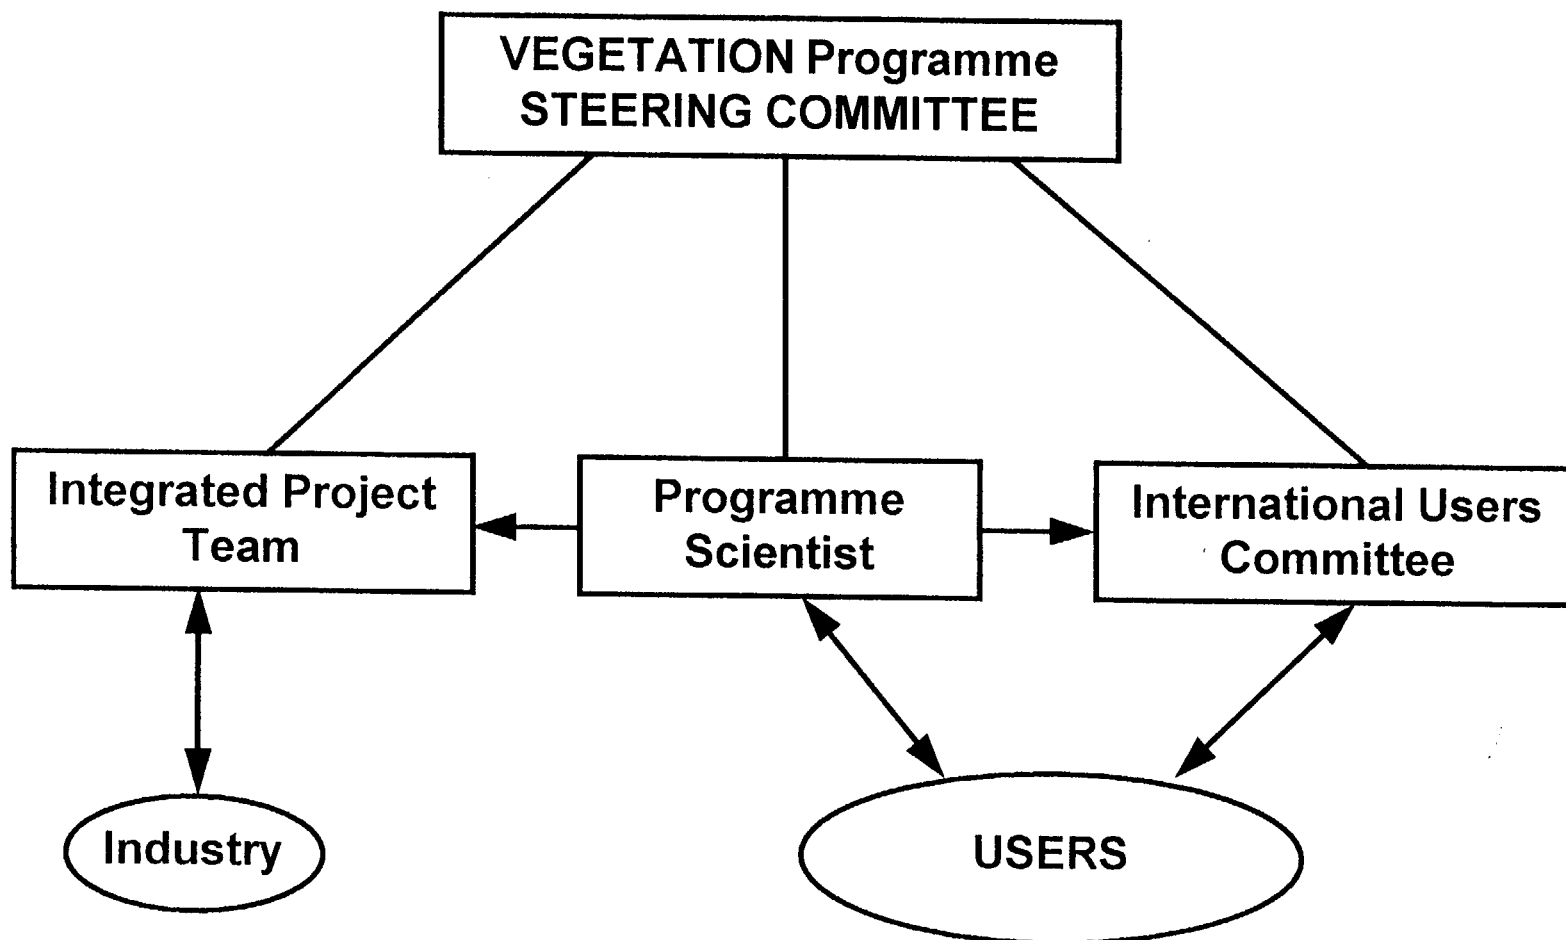 VEGETATION Programme
STEERING COMMITTEE
Integrated Project
Team
Programme
Scientist
International Users
Committee
Industry
USERS